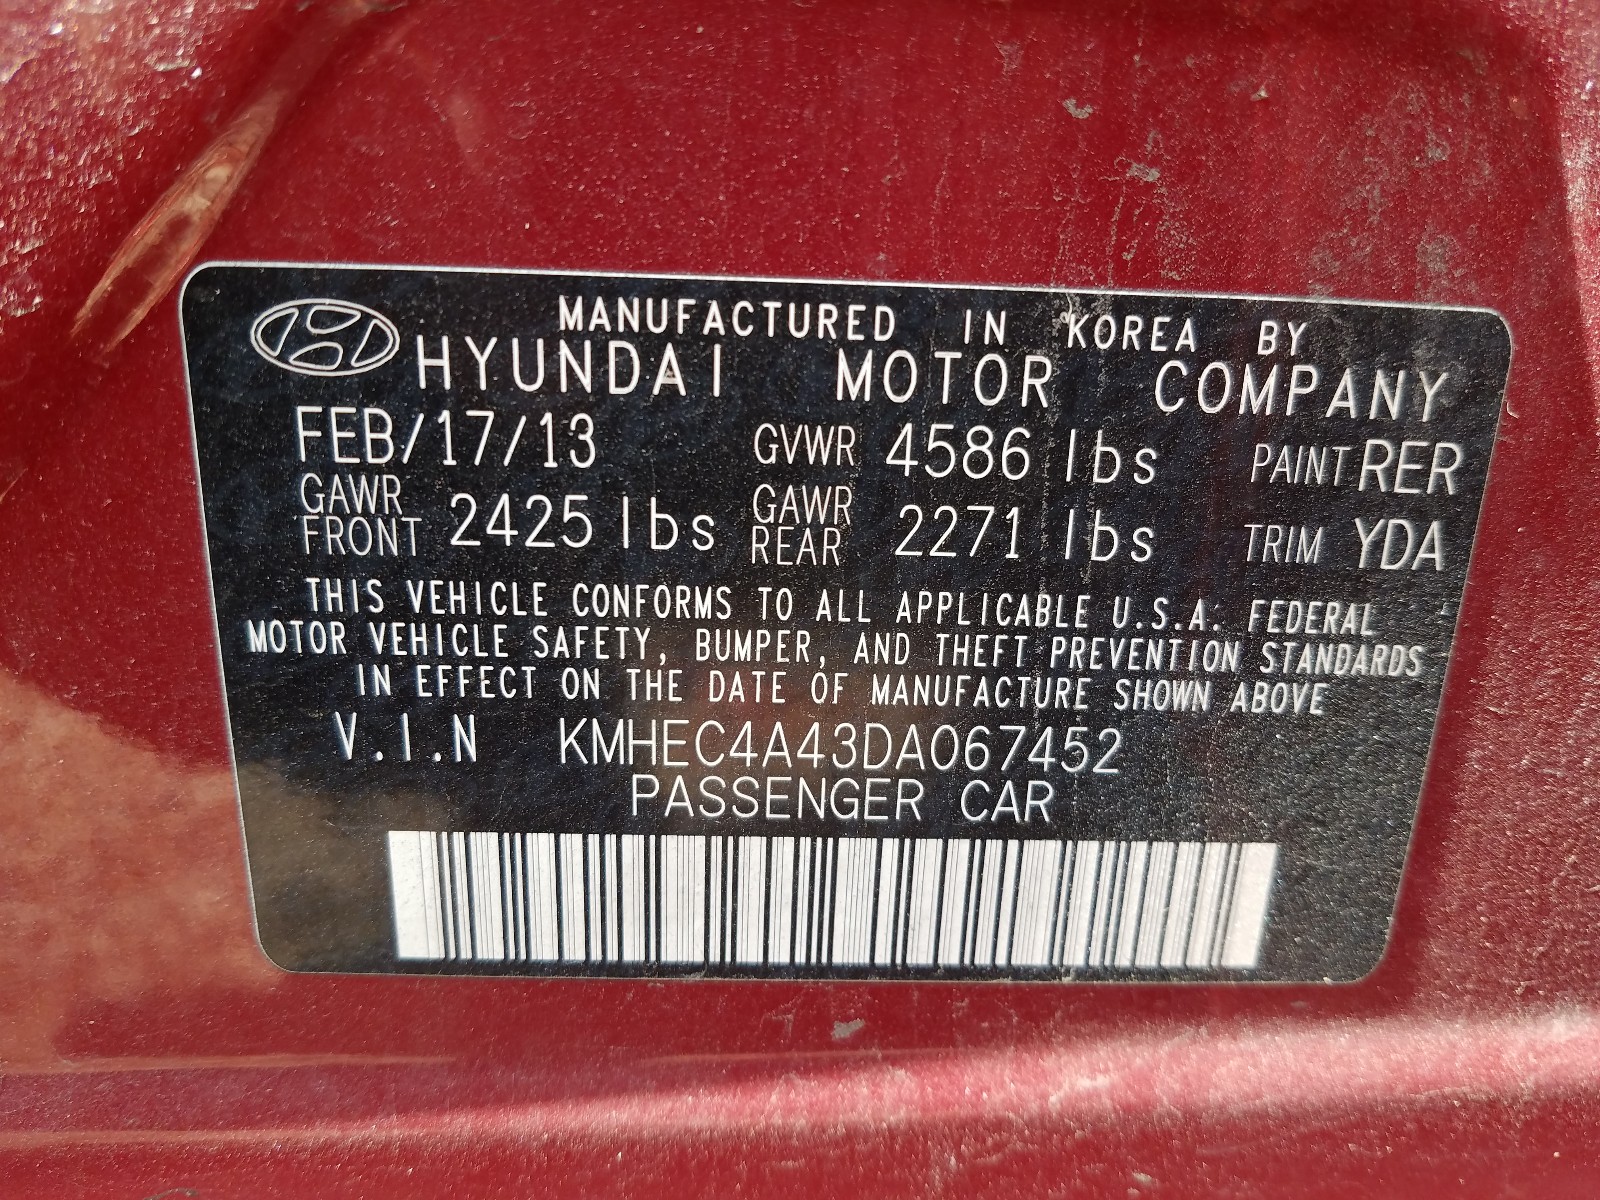 MANUFACTURED IN KOREA BY
HYUNDAI MOTOR COMPANY
FEB/17/13 GVWR 4586 lbs PAINT RER
GAWR FRONT 2425 lbs GAWR REAR 2271 lbs TRIM YDA
THIS VEHICLE CONFORMS TO ALL APPLICABLE U.S.A. FEDERAL
MOTOR VEHICLE SAFETY, BUMPER, AND THEFT PREVENTION STANDARDS
IN EFFECT ON THE DATE OF MANUFACTURE SHOWN ABOVE
V.I.N KMHEC4A43DA067452
PASSENGER CAR